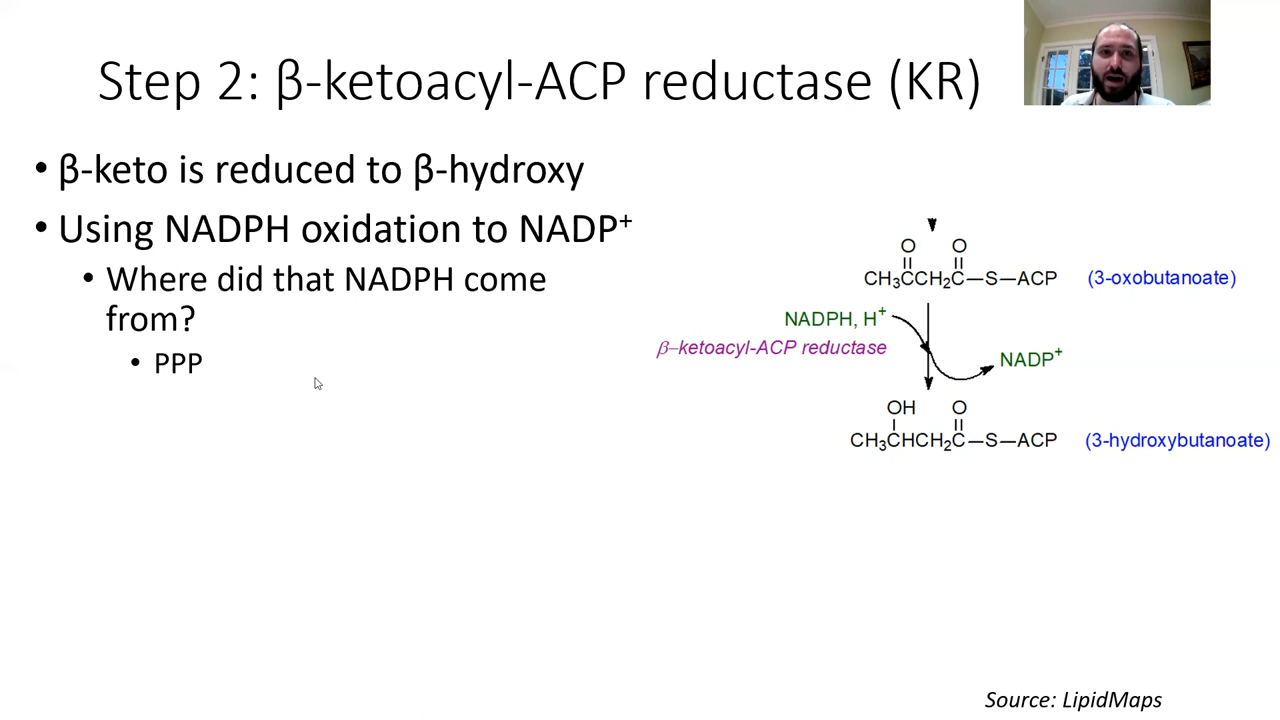 Step 2: β-ketoacyl-ACP reductase (KR)
• β-keto is reduced to β-hydroxy
• Using NADPH oxidation to NADP⁺
• Where did that NADPH come
from?
• PPP
O O
CH₃CCH₂C—S—ACP (3-oxobutanoate)
NADPH, H⁺
β-ketoacyl-ACP reductase
NADP⁺
OH O
CH₃CHCH₂C—S—ACP (3-hydroxybutanoate)
Source: LipidMaps